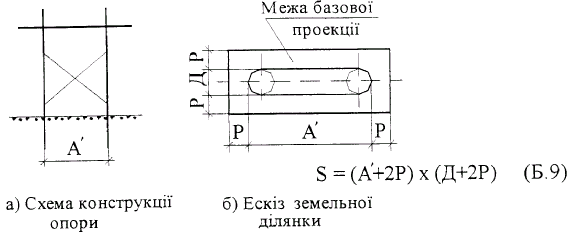 Межа базової
проекції
Р
Д
Р
А′
Р
А′
Р
S = (А′+2Р) х (Д+2Р) (Б.9)
а) Схема конструкції
опори
б) Ескіз земельної
ділянки